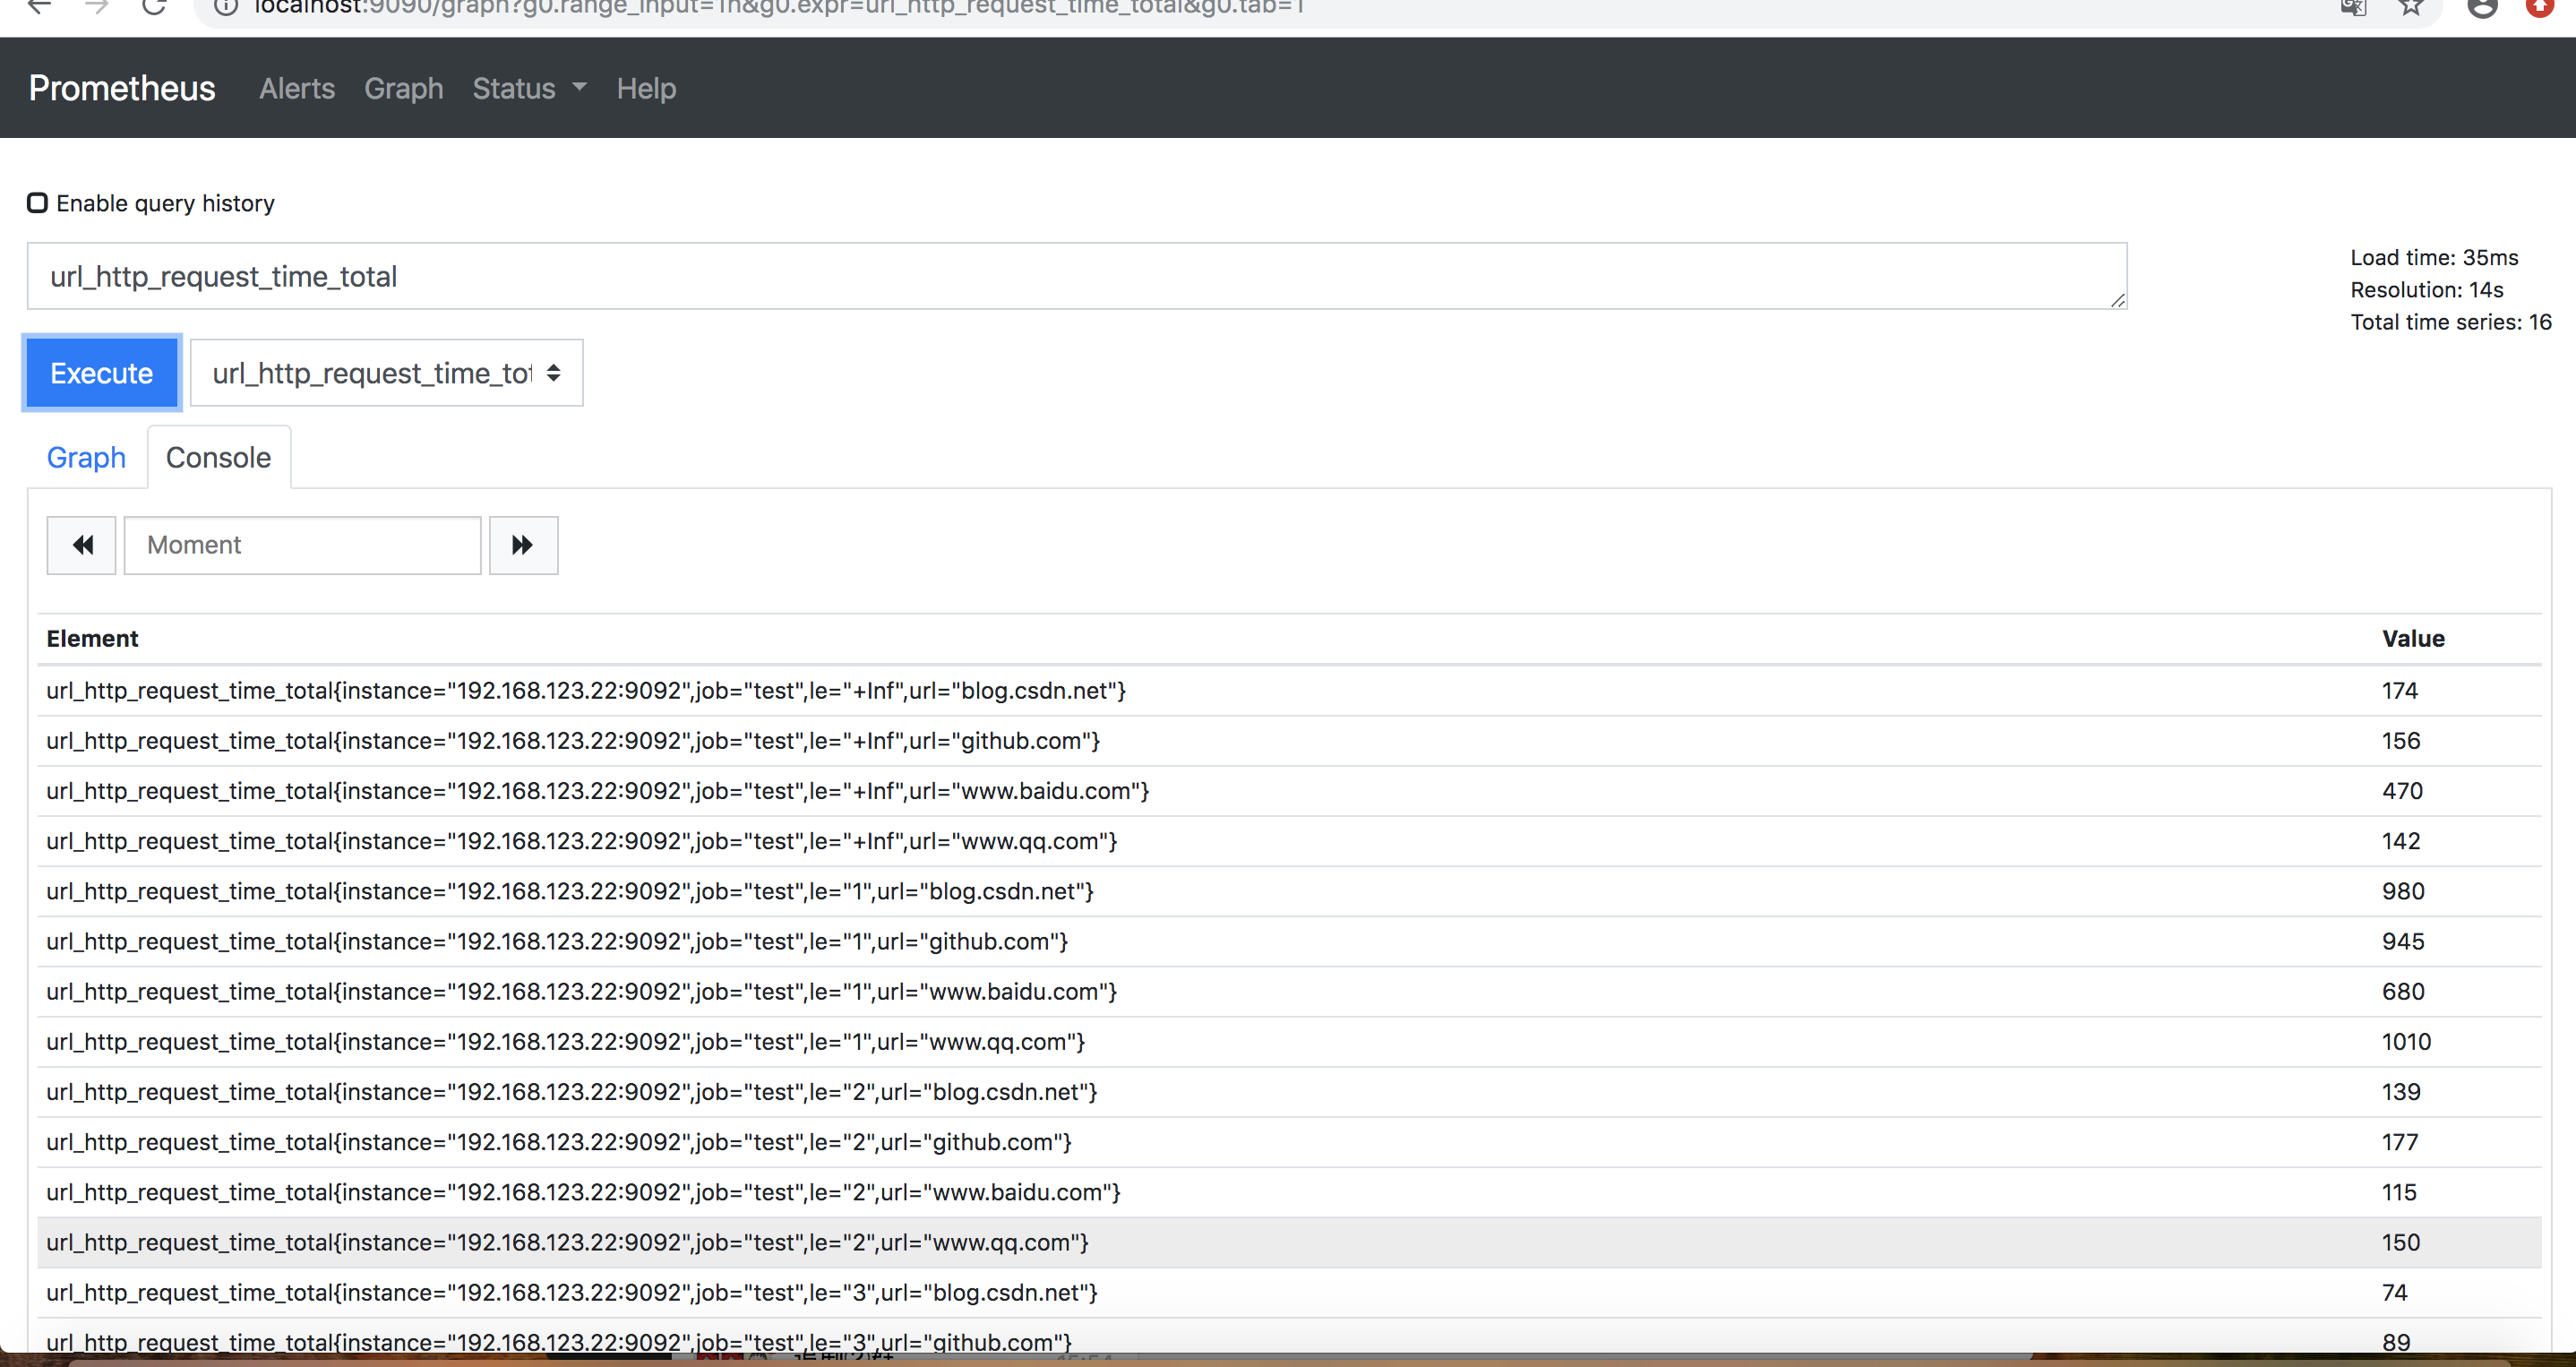 localhost:9090/graph?g0.range_input=1h&g0.expr=url_http_request_time_total&g0.tab=1
Prometheus Alerts Graph Status Help
Enable query history
url_http_request_time_total
Load time: 35ms
Resolution: 14s
Total time series: 16
Execute url_http_request_time_tot
Graph Console
Moment
Element Value
url_http_request_time_total{instance="192.168.123.22:9092",job="test",le="+Inf",url="blog.csdn.net"} 174
url_http_request_time_total{instance="192.168.123.22:9092",job="test",le="+Inf",url="github.com"} 156
url_http_request_time_total{instance="192.168.123.22:9092",job="test",le="+Inf",url="www.baidu.com"} 470
url_http_request_time_total{instance="192.168.123.22:9092",job="test",le="+Inf",url="www.qq.com"} 142
url_http_request_time_total{instance="192.168.123.22:9092",job="test",le="1",url="blog.csdn.net"} 980
url_http_request_time_total{instance="192.168.123.22:9092",job="test",le="1",url="github.com"} 945
url_http_request_time_total{instance="192.168.123.22:9092",job="test",le="1",url="www.baidu.com"} 680
url_http_request_time_total{instance="192.168.123.22:9092",job="test",le="1",url="www.qq.com"} 1010
url_http_request_time_total{instance="192.168.123.22:9092",job="test",le="2",url="blog.csdn.net"} 139
url_http_request_time_total{instance="192.168.123.22:9092",job="test",le="2",url="github.com"} 177
url_http_request_time_total{instance="192.168.123.22:9092",job="test",le="2",url="www.baidu.com"} 115
url_http_request_time_total{instance="192.168.123.22:9092",job="test",le="2",url="www.qq.com"} 150
url_http_request_time_total{instance="192.168.123.22:9092",job="test",le="3",url="blog.csdn.net"} 74
url_http_request_time_total{instance="192.168.123.22:9092",job="test",le="3",url="github.com"} 89